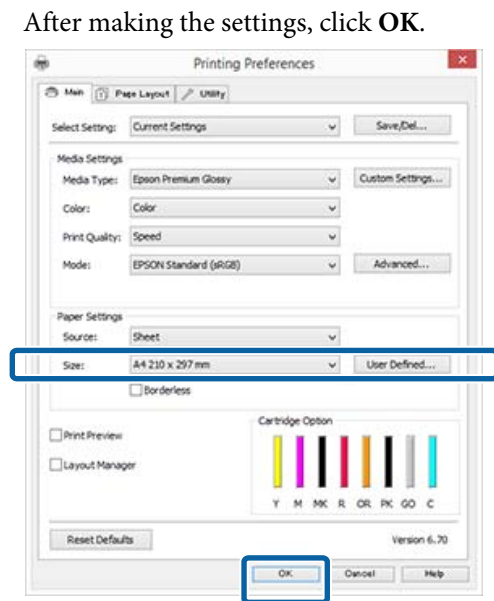 After making the settings, click OK.
Printing Preferences
Main Page Layout Utility
Select Setting: Current Settings Save/Del...
Media Settings
Media Type: Epson Premium Glossy Custom Settings...
Color: Color
Print Quality: Speed
Mode: EPSON Standard (sRGB) Advanced...
Paper Settings
Source: Sheet
Size: A4 210 x 297 mm User Defined...
Borderless
Cartridge Option
Print Preview
Layout Manager
Y M MK R OR PK GO C
Reset Defaults Version 6.70
OK Cancel Help